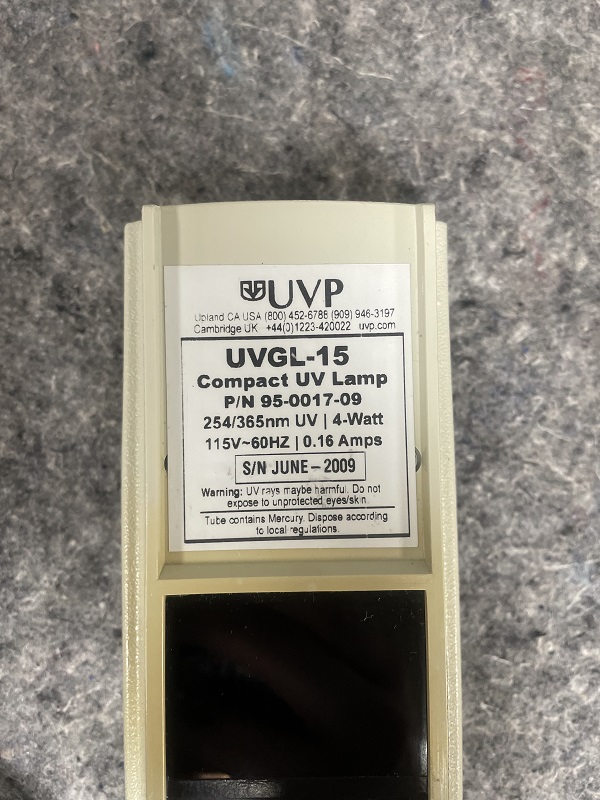 UVP
Upland CA USA (800) 452-6788 (909) 946-3197
Cambridge UK +44(0)1223-420022 uvp.com
UVGL-15
Compact UV Lamp
P/N 95-0017-09
254/365nm UV | 4-Watt
115V~60HZ | 0.16 Amps
S/N JUNE-2009
Warning: UV rays maybe harmful. Do not
expose to unprotected eyes/skin.
Tube contains Mercury. Dispose according
to local regulations.